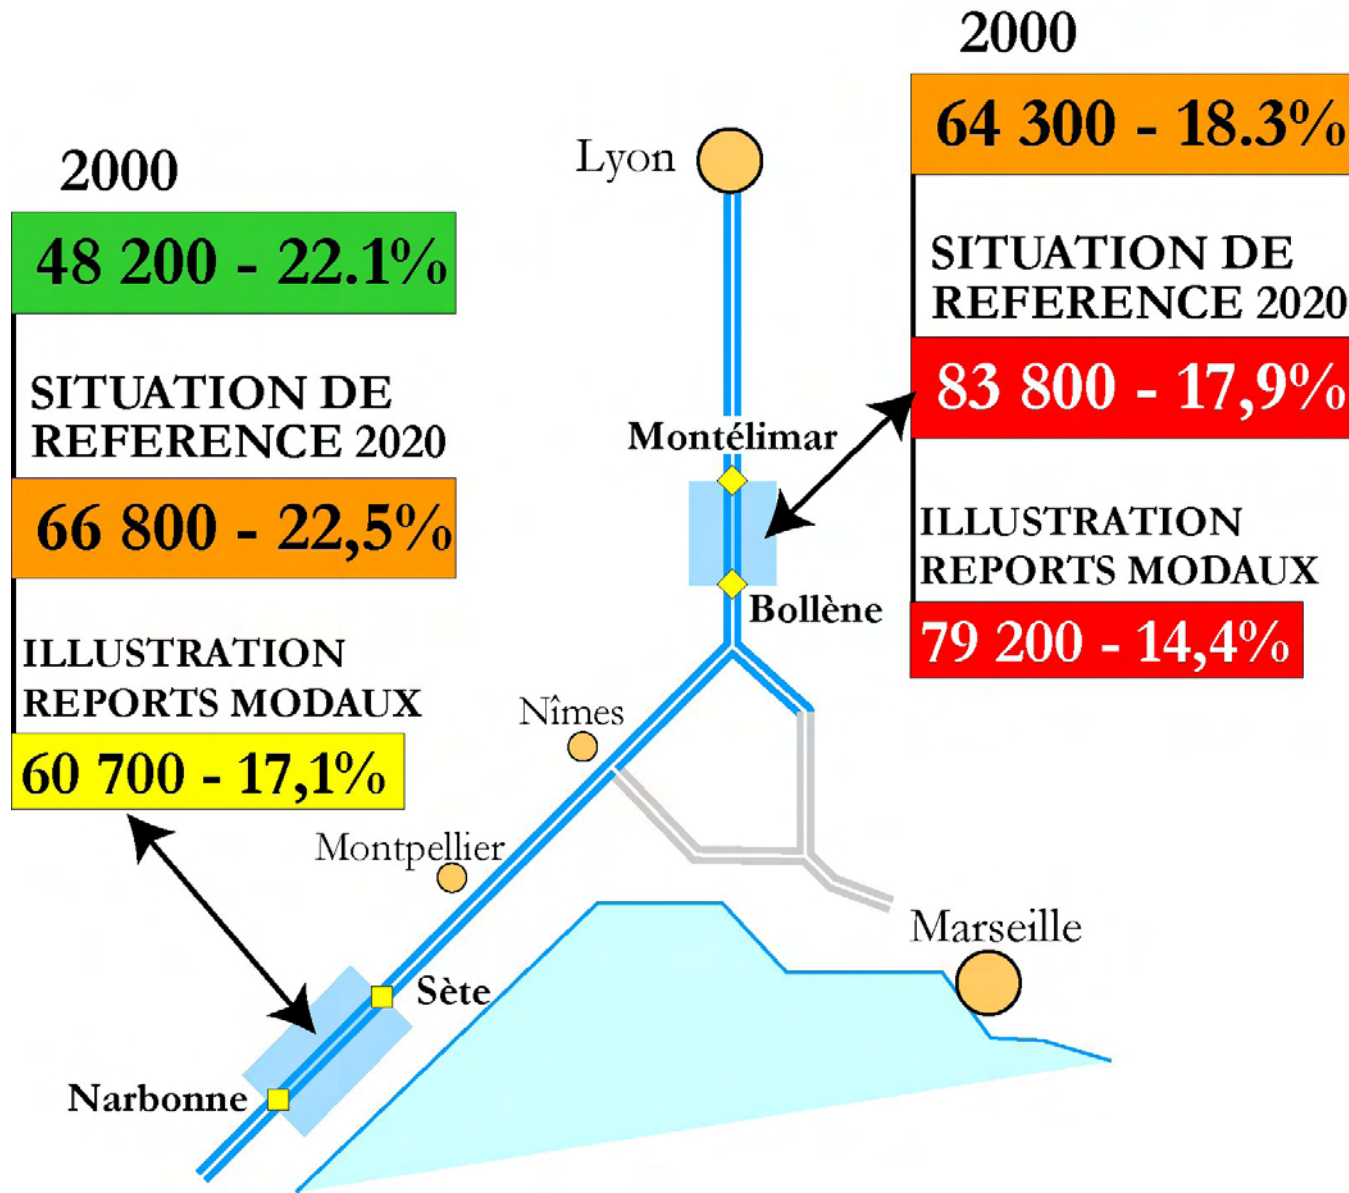 2000
48 200 - 22.1%
SITUATION DE
REFERENCE 2020
66 800 - 22,5%
ILLUSTRATION
REPORTS MODAUX
60 700 - 17,1%
2000
64 300 - 18.3%
SITUATION DE
REFERENCE 2020
83 800 - 17,9%
ILLUSTRATION
REPORTS MODAUX
79 200 - 14,4%
Lyon
Montélimar
Bollène
Nîmes
Montpellier
Marseille
Sète
Narbonne